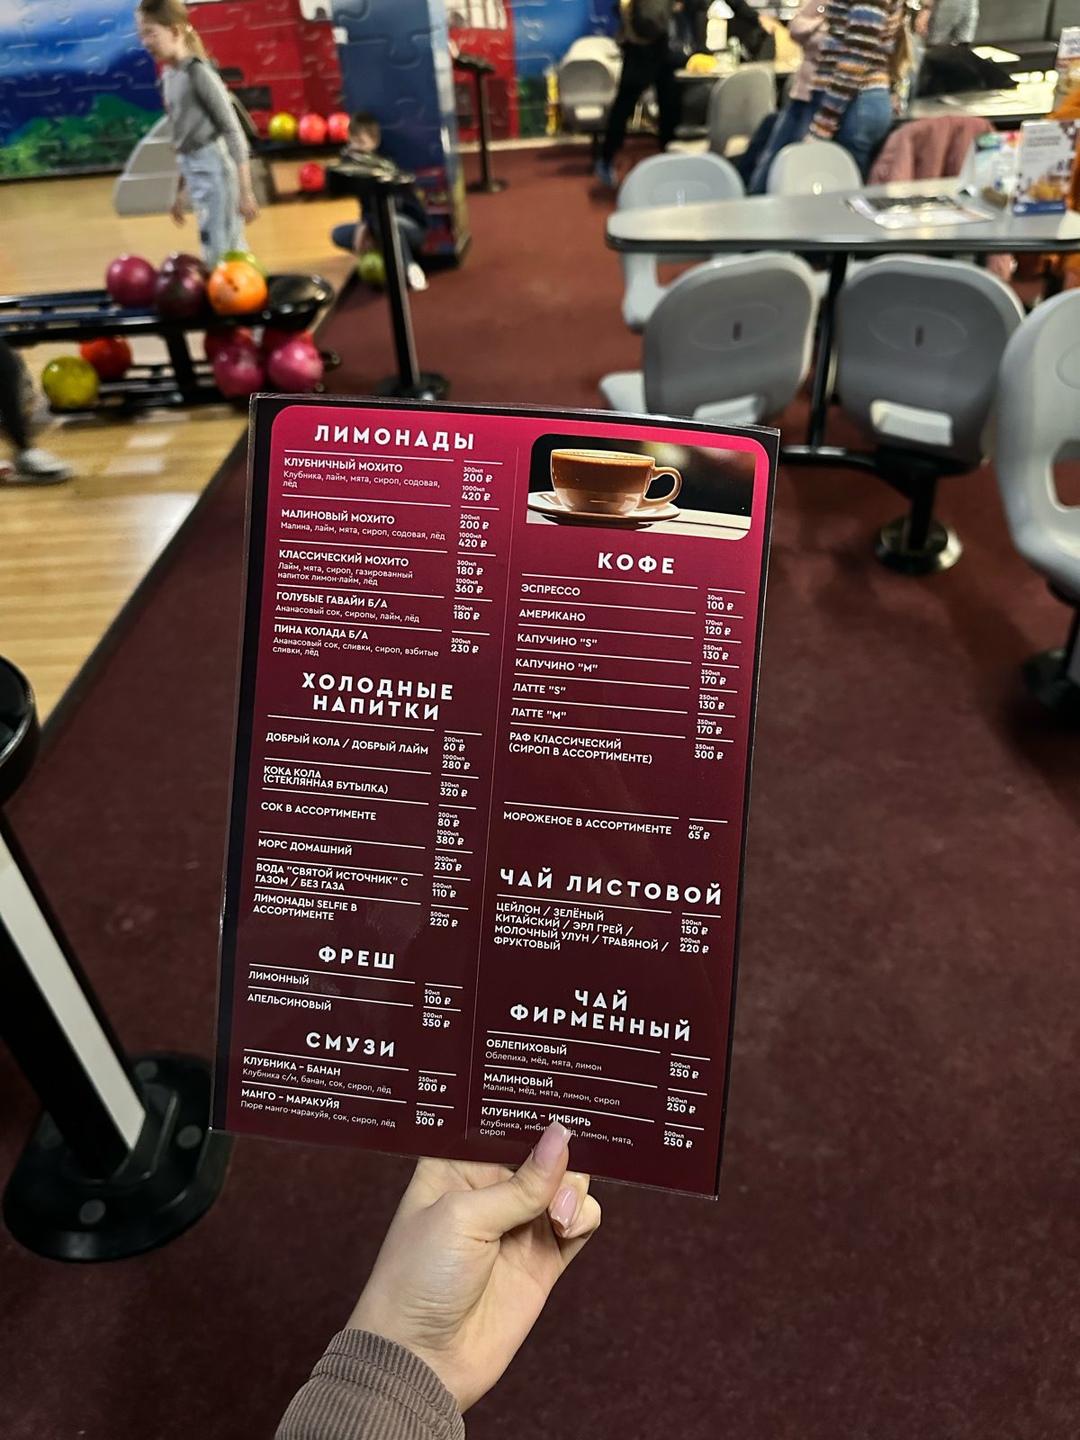 ЛИМОНАДЫ
КЛУБНИЧНЫЙ МОХИТО
Клубника, лайм, мята, сироп, содовая,
лёд
300мл
200 ₽
1000мл
420 ₽
МАЛИНОВЫЙ МОХИТО
Малина, лайм, мята, сироп, содовая, лёд
300мл
200 ₽
1000мл
420 ₽
КЛАССИЧЕСКИЙ МОХИТО
Лайм, мята, сироп, газированный
напиток лимон-лайм, лёд
300мл
180 ₽
1000мл
360 ₽
ГОЛУБЫЕ ГАВАЙИ Б/А
Ананасовый сок, сиропы, лайм, лёд
250мл
180 ₽
ПИНА КОЛАДА Б/А
Ананасовый сок, сливки, сироп, взбитые
сливки, лёд
300мл
230 ₽
ХОЛОДНЫЕ
НАПИТКИ
ДОБРЫЙ КОЛА / ДОБРЫЙ ЛАЙМ
200мл
60 ₽
1000мл
280 ₽
КОКА КОЛА
(СТЕКЛЯННАЯ БУТЫЛКА)
330мл
320 ₽
СОК В АССОРТИМЕНТЕ
200мл
80 ₽
1000мл
380 ₽
МОРС ДОМАШНИЙ
1000мл
230 ₽
ВОДА "СВЯТОЙ ИСТОЧНИК" С
ГАЗОМ / БЕЗ ГАЗА
500мл
110 ₽
ЛИМОНАДЫ SELFIE В
АССОРТИМЕНТЕ
500мл
220 ₽
ФРЕШ
ЛИМОННЫЙ
50мл
100 ₽
АПЕЛЬСИНОВЫЙ
200мл
350 ₽
СМУЗИ
КЛУБНИКА – БАНАН
Клубника с/м, банан, сок, сироп, лёд
250мл
200 ₽
МАНГО – МАРАКУЙЯ
Пюре манго-маракуйя, сок, сироп, лёд
250мл
300 ₽
КОФЕ
ЭСПРЕССО
30мл
100 ₽
АМЕРИКАНО
170мл
120 ₽
КАПУЧИНО "S"
250мл
130 ₽
КАПУЧИНО "M"
350мл
170 ₽
ЛАТТЕ "S"
250мл
130 ₽
ЛАТТЕ "M"
350мл
170 ₽
РАФ КЛАССИЧЕСКИЙ
(СИРОП В АССОРТИМЕНТЕ)
350мл
300 ₽
МОРОЖЕНОЕ В АССОРТИМЕНТЕ
40гр
65 ₽
ЧАЙ ЛИСТОВОЙ
ЦЕЙЛОН / ЗЕЛЁНЫЙ
КИТАЙСКИЙ / ЭРЛ ГРЕЙ /
МОЛОЧНЫЙ УЛУН / ТРАВЯНОЙ /
ФРУКТОВЫЙ
500мл
150 ₽
900мл
220 ₽
ЧАЙ
ФИРМЕННЫЙ
ОБЛЕПИХОВЫЙ
Облепиха, мёд, мята, лимон
500мл
250 ₽
МАЛИНОВЫЙ
Малина, мёд, мята, лимон, сироп
500мл
250 ₽
КЛУБНИКА – ИМБИРЬ
Клубника, лимон, мята,
сироп
500мл
250 ₽